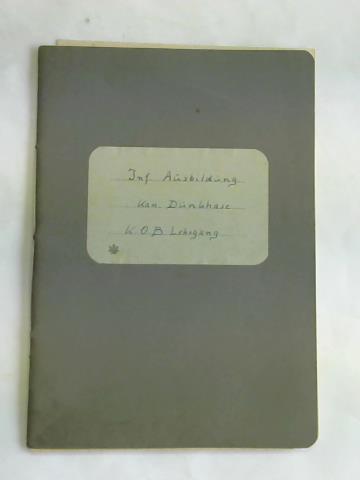 Inf. Ausbildung
Kan. Dünkhase
K.O.B Lehrgang